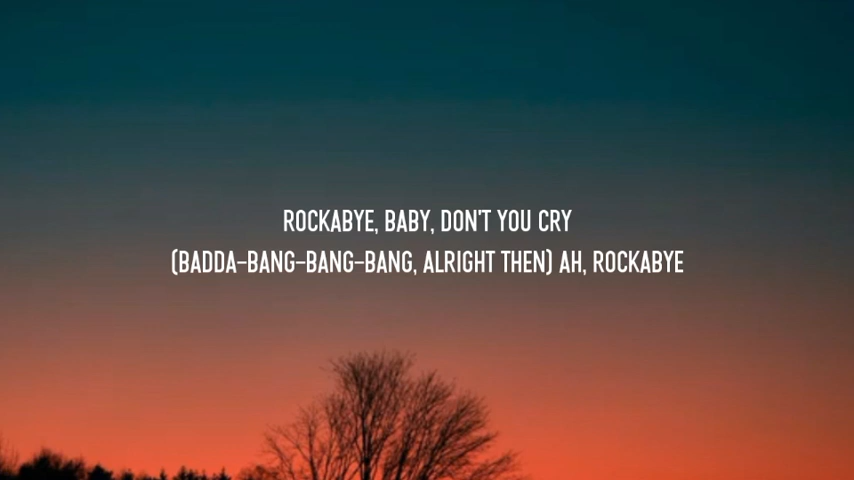 ROCKABYE, BABY, DON'T YOU CRY
(BADDA-BANG-BANG-BANG, ALRIGHT THEN) AH, ROCKABYE